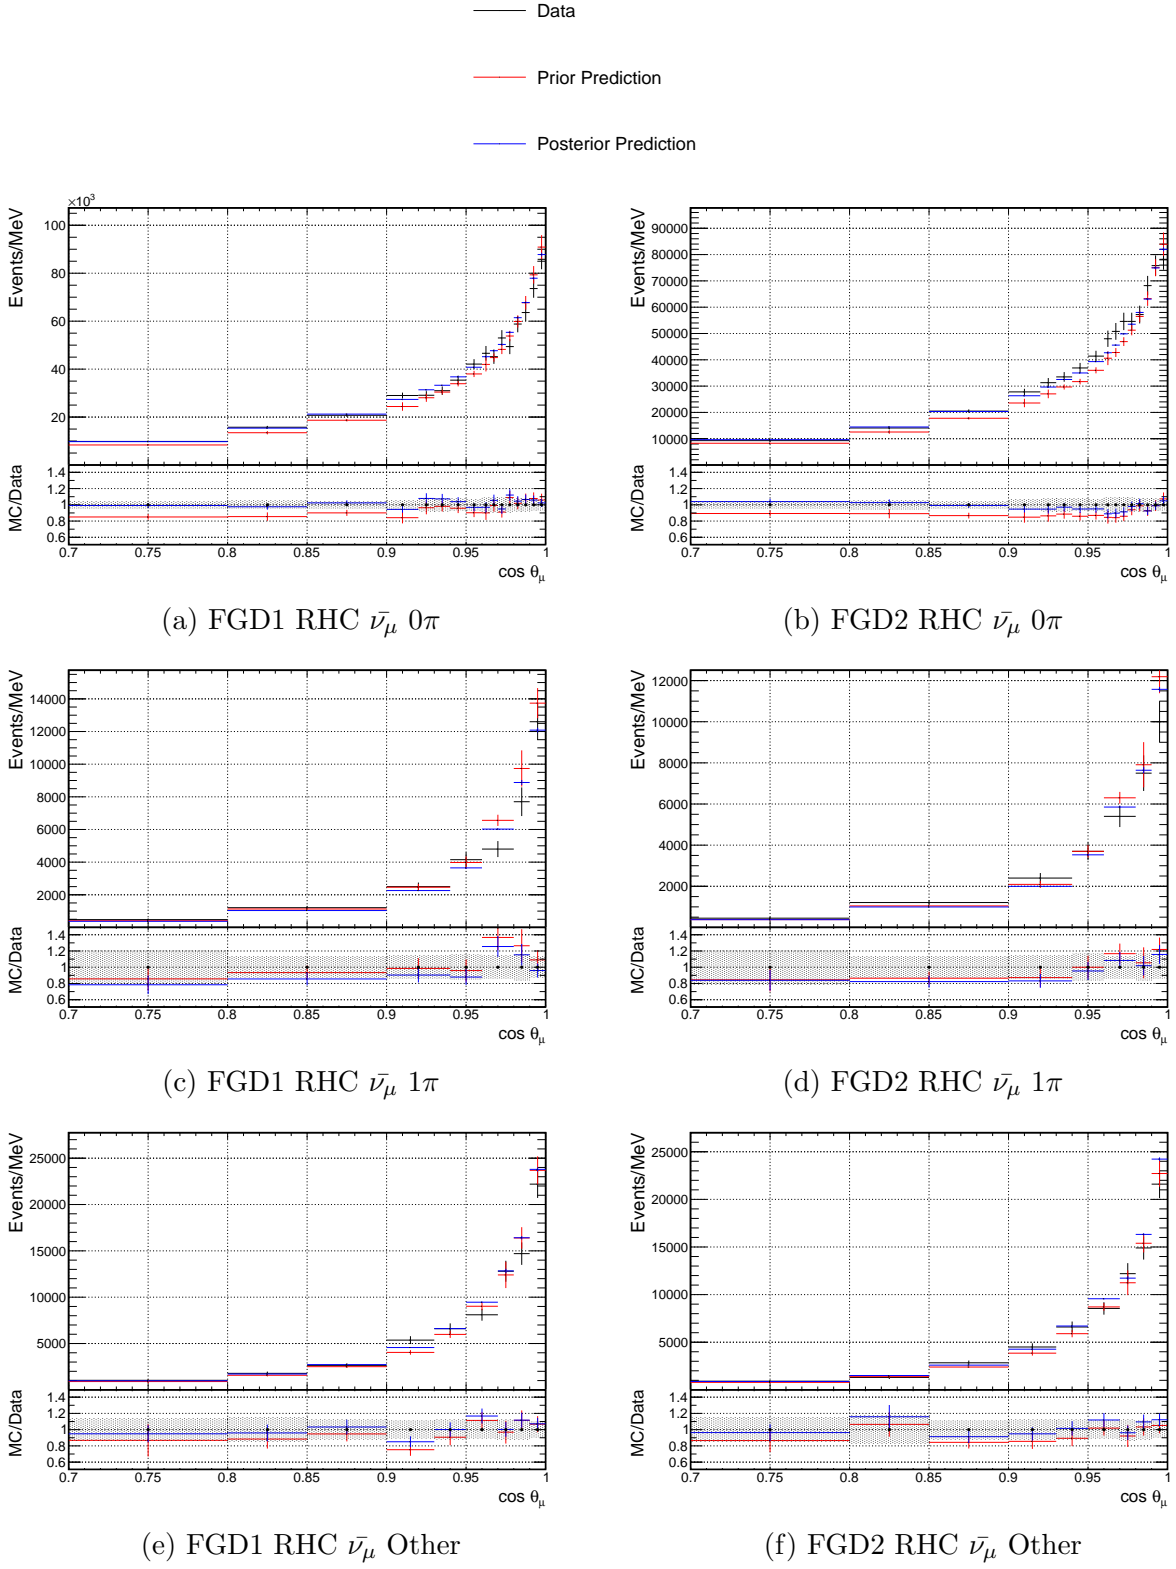 Data
Prior Prediction
Posterior Prediction
×10³
Events/MeV
100
80
60
40
20
MC/Data
1.4
1.2
1
0.8
0.6
0.7 0.75 0.8 0.85 0.9 0.95 1
cos θμ
(a) FGD1 RHC ν̄μ 0π
Events/MeV
90000
80000
70000
60000
50000
40000
30000
20000
10000
MC/Data
1.4
1.2
1
0.8
0.6
0.7 0.75 0.8 0.85 0.9 0.95 1
cos θμ
(b) FGD2 RHC ν̄μ 0π
Events/MeV
14000
12000
10000
8000
6000
4000
2000
MC/Data
1.4
1.2
1
0.8
0.6
0.7 0.75 0.8 0.85 0.9 0.95 1
cos θμ
(c) FGD1 RHC ν̄μ 1π
Events/MeV
12000
10000
8000
6000
4000
2000
MC/Data
1.4
1.2
1
0.8
0.6
0.7 0.75 0.8 0.85 0.9 0.95 1
cos θμ
(d) FGD2 RHC ν̄μ 1π
Events/MeV
25000
20000
15000
10000
5000
MC/Data
1.4
1.2
1
0.8
0.6
0.7 0.75 0.8 0.85 0.9 0.95 1
cos θμ
(e) FGD1 RHC ν̄μ Other
Events/MeV
25000
20000
15000
10000
5000
MC/Data
1.4
1.2
1
0.8
0.6
0.7 0.75 0.8 0.85 0.9 0.95 1
cos θμ
(f) FGD2 RHC ν̄μ Other